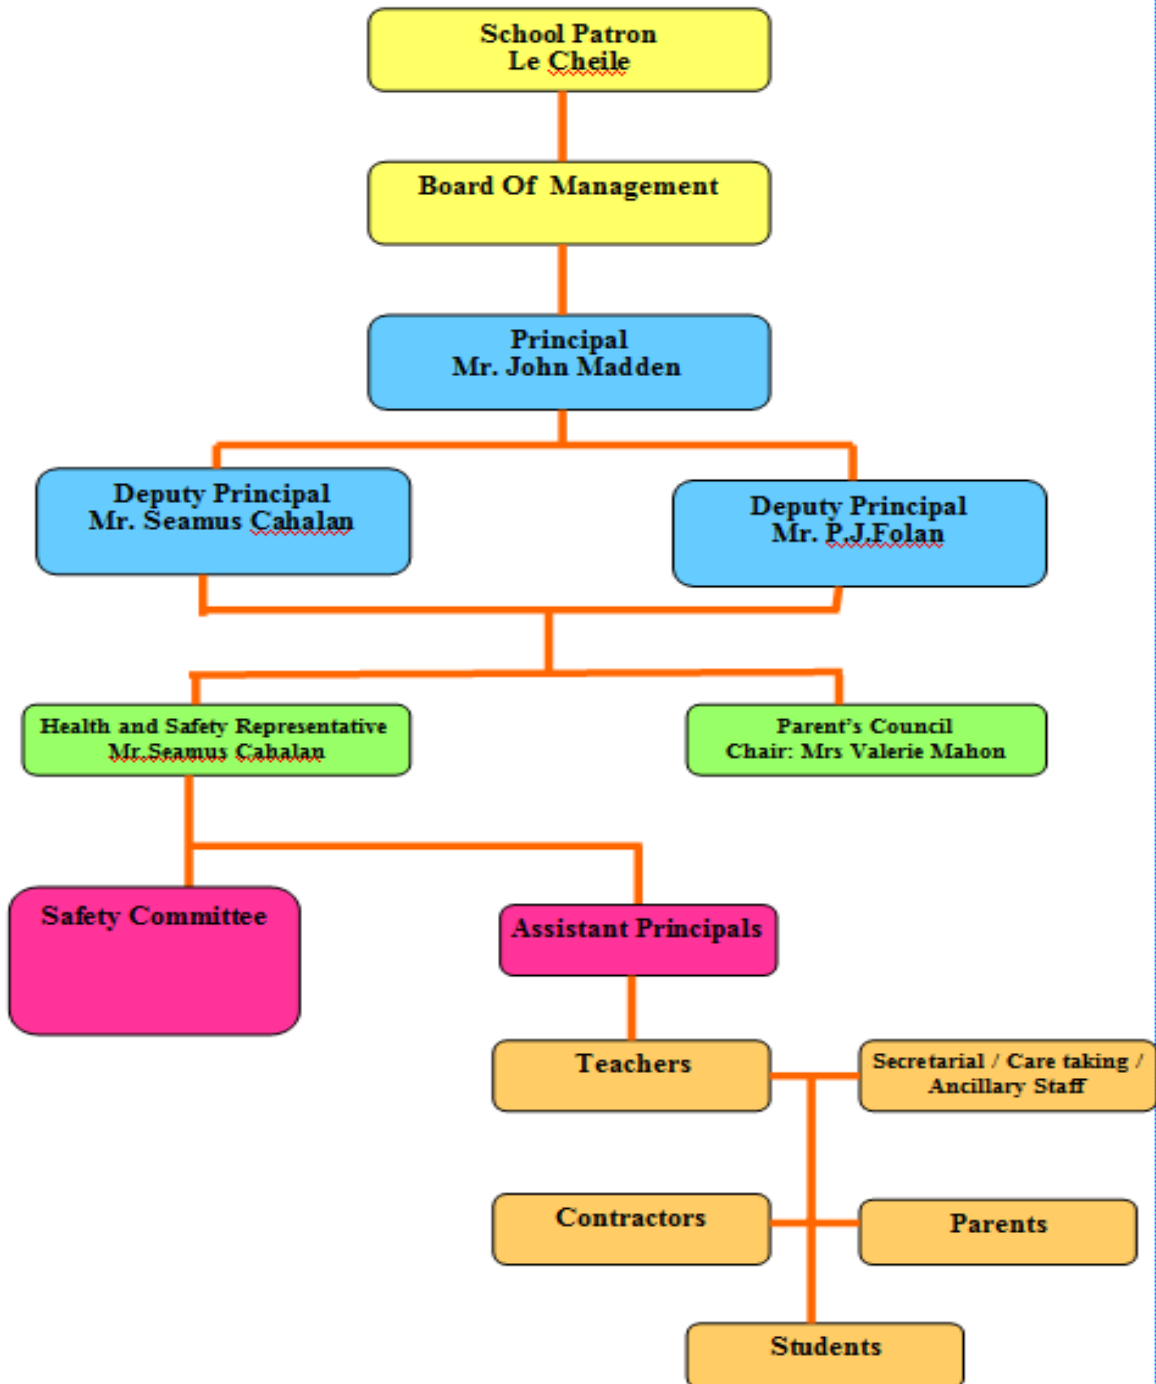 School Patron
Le Cheile
Board Of Management
Principal
Mr. John Madden
Deputy Principal
Mr. Seamus Cahalan
Deputy Principal
Mr. P.J.Folan
Health and Safety Representative
Mr.Seamus Cahalan
Parent’s Council
Chair: Mrs Valerie Mahon
Safety Committee
Assistant Principals
Teachers
Secretarial / Care taking /
Ancillary Staff
Contractors
Parents
Students